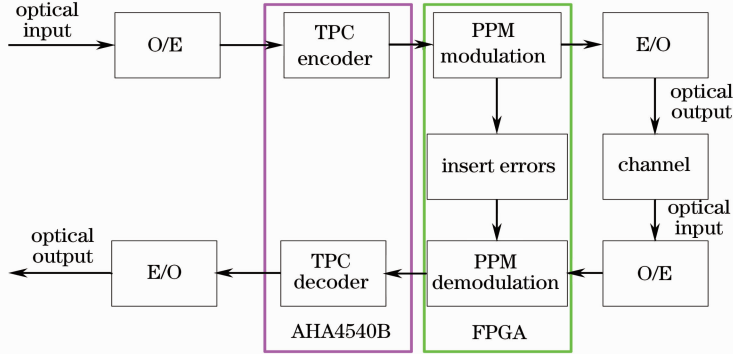 optical
input
O/E
TPC
encoder
PPM
modulation
E/O
optical
output
insert errors
channel
optical
input
optical
output
E/O
TPC
decoder
PPM
demodulation
O/E
AHA4540B
FPGA